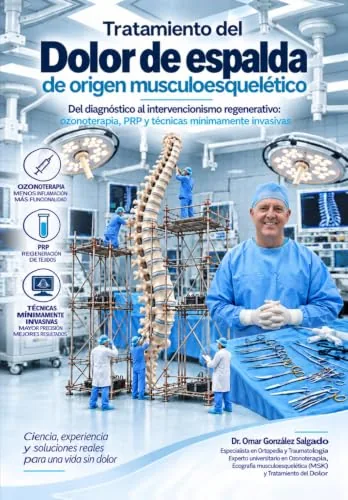 Tratamiento del
Dolor de espalda
de origen musculoesquelético
Del diagnóstico al intervencionismo regenerativo:
ozonoterapia, PRP y técnicas mínimamente invasivas
OZONOTERAPIA
MENOS INFLAMACIÓN
MÁS FUNCIONALIDAD
PRP
REGENERACIÓN
DE TEJIDOS
TÉCNICAS
MÍNIMAMENTE
INVASIVAS
MAYOR PRECISIÓN
MEJORES RESULTADOS
Ciencia, experiencia
y soluciones reales
para una vida sin dolor
Dr. Omar González Salgado
Especialista en Ortopedia y Traumatología
Experto universitario en Ozonoterapia,
Ecografía musculoesquelética (MSK)
y Tratamiento del Dolor